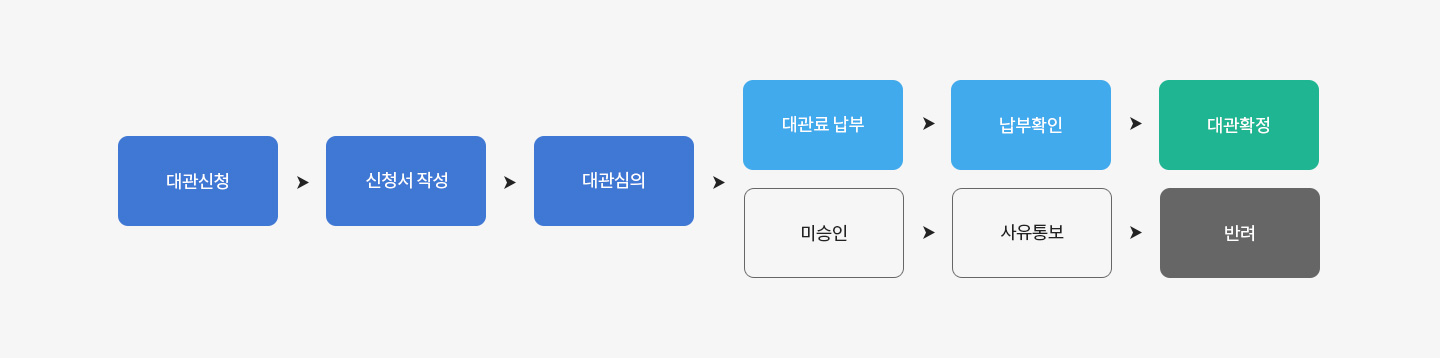 대관신청
신청서 작성
대관심의
대관료 납부
납부확인
대관확정
미승인
사유통보
반려